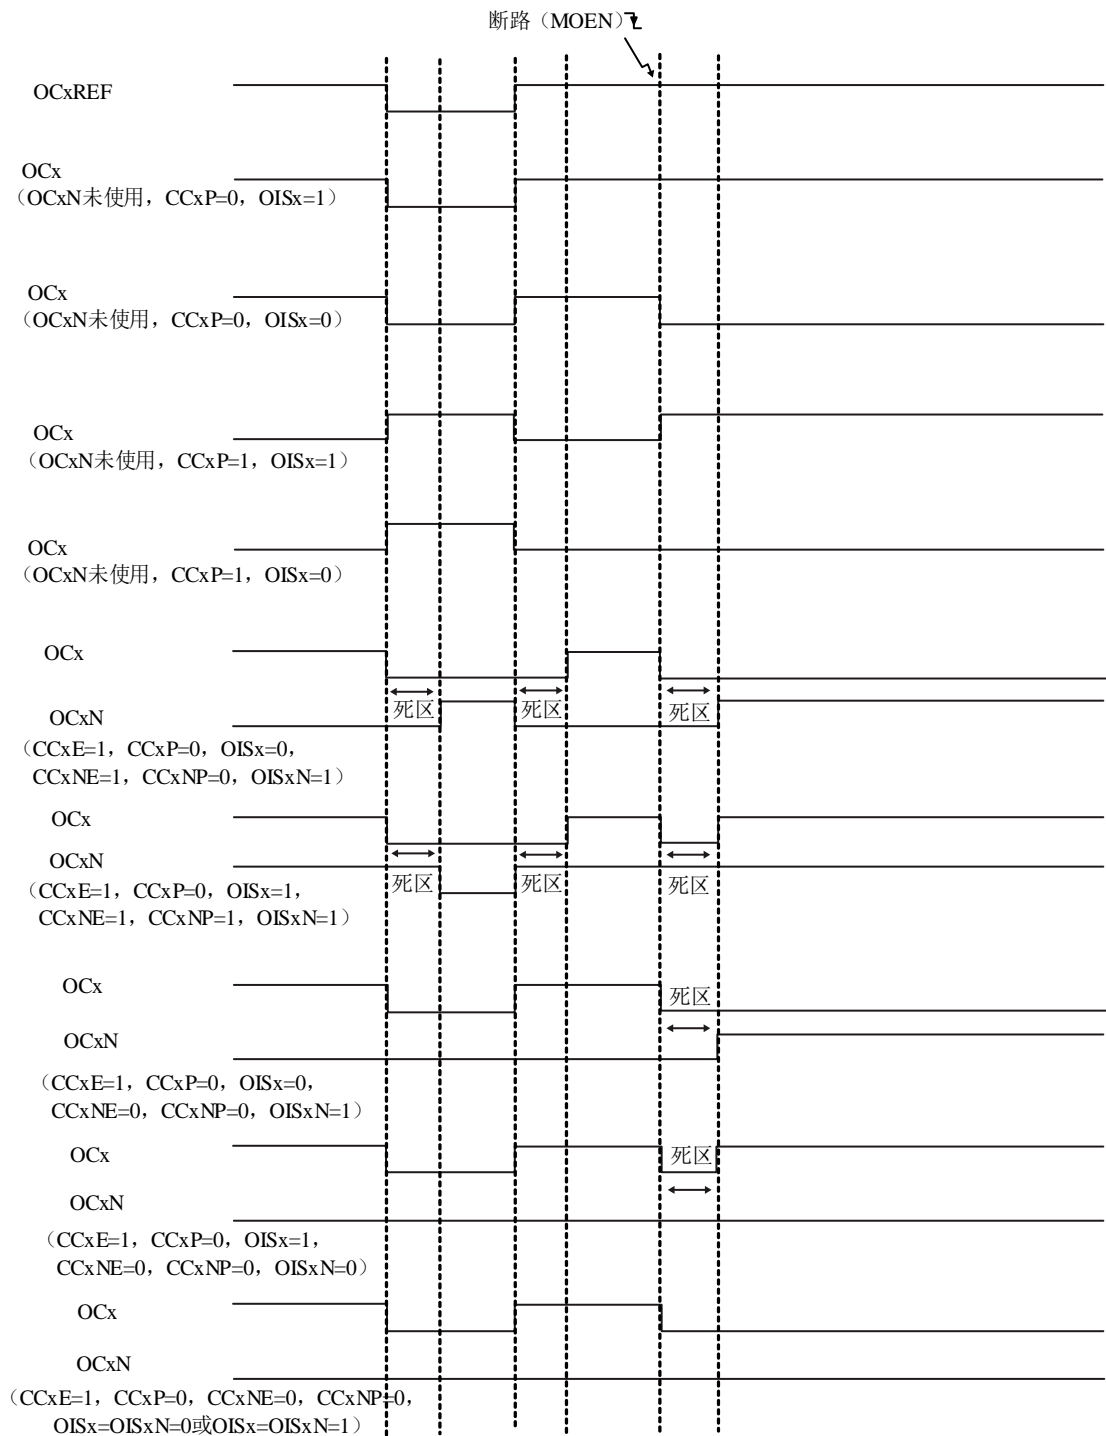 断路（MOEN）
OCxREF
OCx
（OCxN未使用，CCxP=0，OISx=1）
OCx
（OCxN未使用，CCxP=0，OISx=0）
OCx
（OCxN未使用，CCxP=1，OISx=1）
OCx
（OCxN未使用，CCxP=1，OISx=0）
OCx
死区 死区 死区
OCxN
（CCxE=1，CCxP=0，OISx=0，
CCxNE=1，CCxNP=0，OISxN=1）
OCx
OCxN
死区 死区 死区
（CCxE=1，CCxP=0，OISx=1，
CCxNE=1，CCxNP=1，OISxN=1）
OCx
死区
OCxN
（CCxE=1，CCxP=0，OISx=0，
CCxNE=0，CCxNP=0，OISxN=1）
OCx
死区
OCxN
（CCxE=1，CCxP=0，OISx=1，
CCxNE=0，CCxNP=0，OISxN=0）
OCx
OCxN
（CCxE=1，CCxP=0，CCxNE=0，CCxNP=0，
OISx=OISxN=0或OISx=OISxN=1）